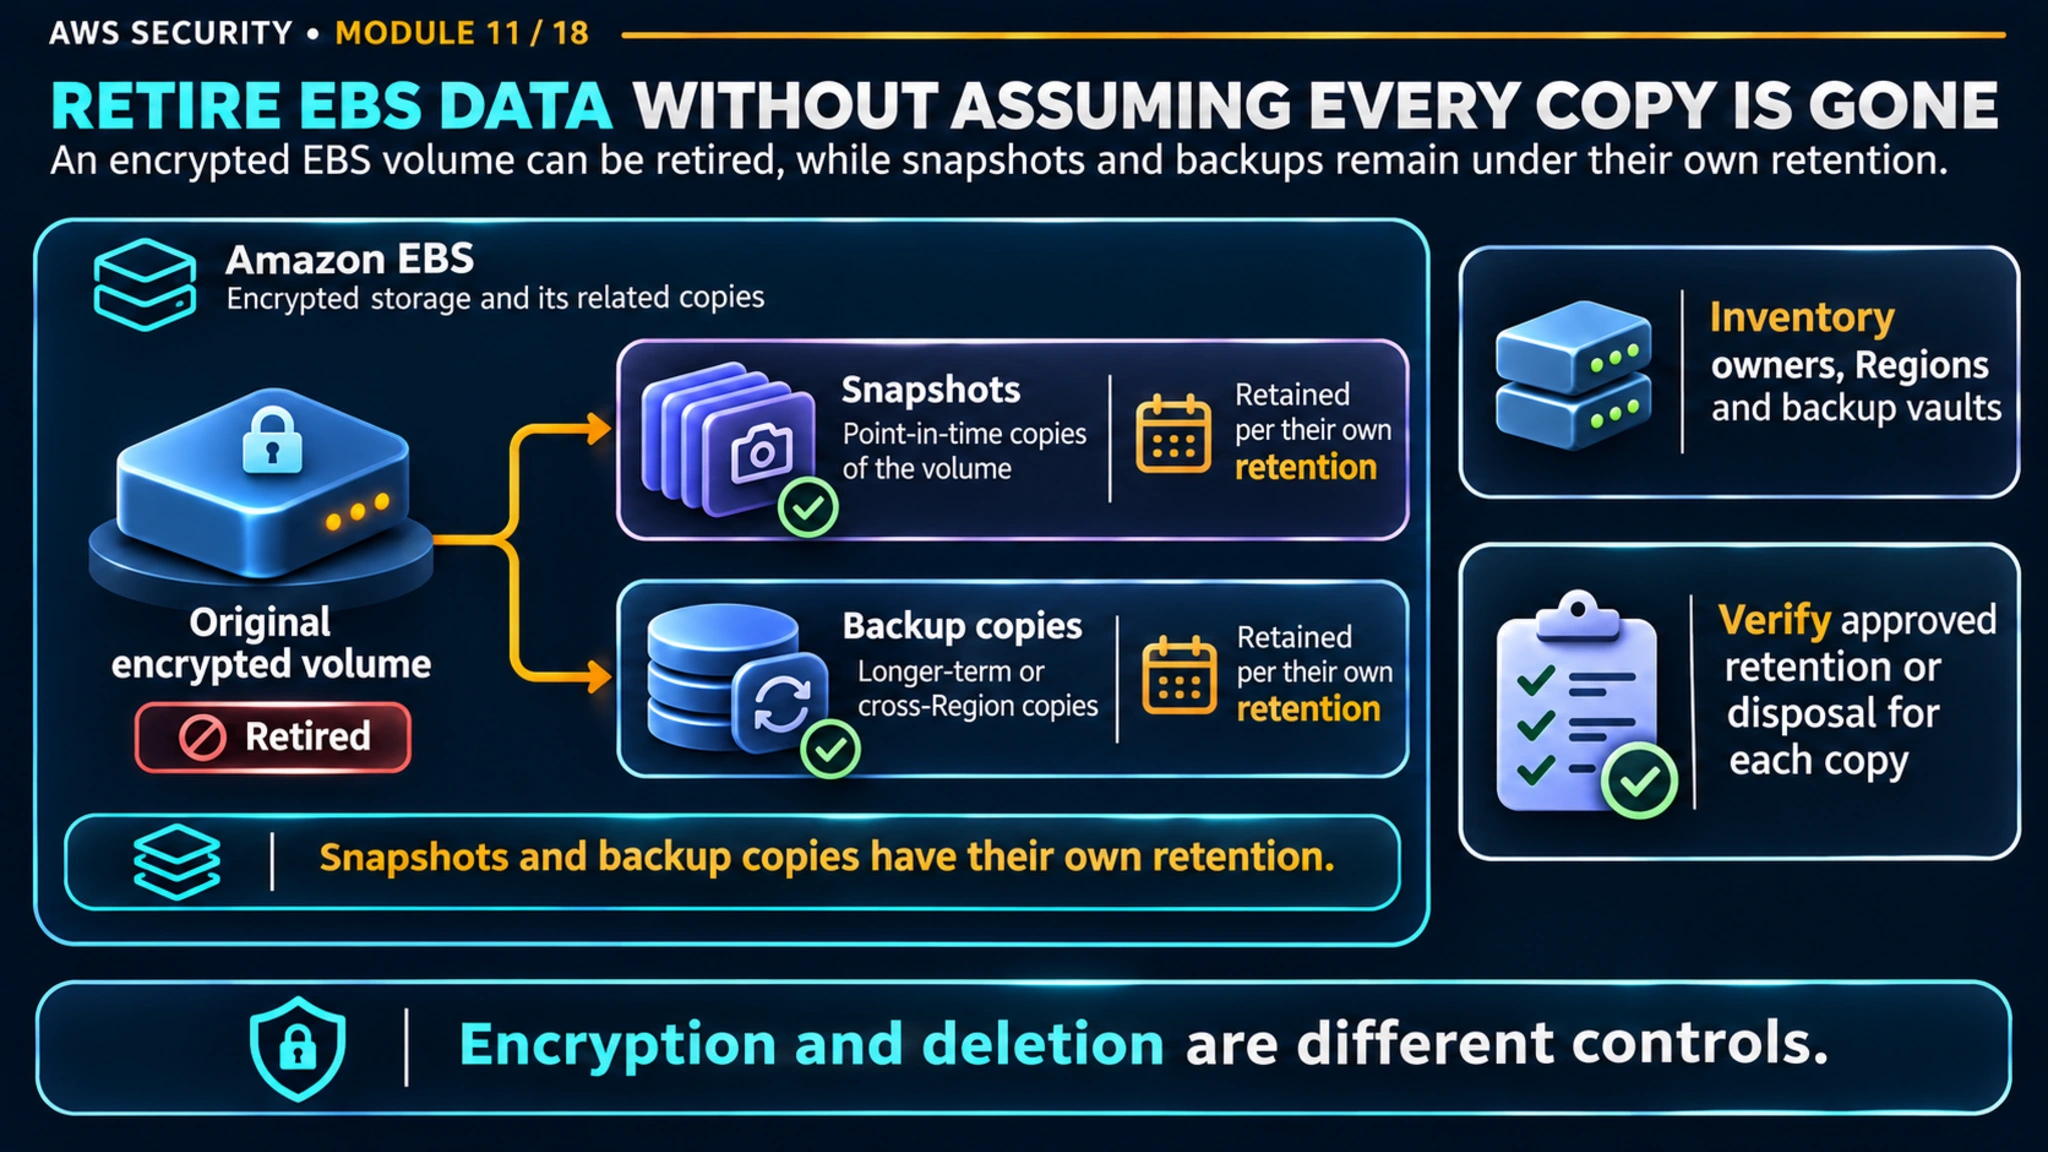 AWS SECURITY • MODULE 11 / 18
RETIRE EBS DATA WITHOUT ASSUMING EVERY COPY IS GONE
An encrypted EBS volume can be retired, while snapshots and backups remain under their own retention.
Amazon EBS
Encrypted storage and its related copies
Original
encrypted volume
Retired
Snapshots
Point-in-time copies
of the volume
Retained
per their own
retention
Backup copies
Longer-term or
cross-Region copies
Retained
per their own
retention
Snapshots and backup copies have their own retention.
Inventory
owners, Regions
and backup vaults
Verify approved
retention or
disposal for
each copy
Encryption and deletion are different controls.